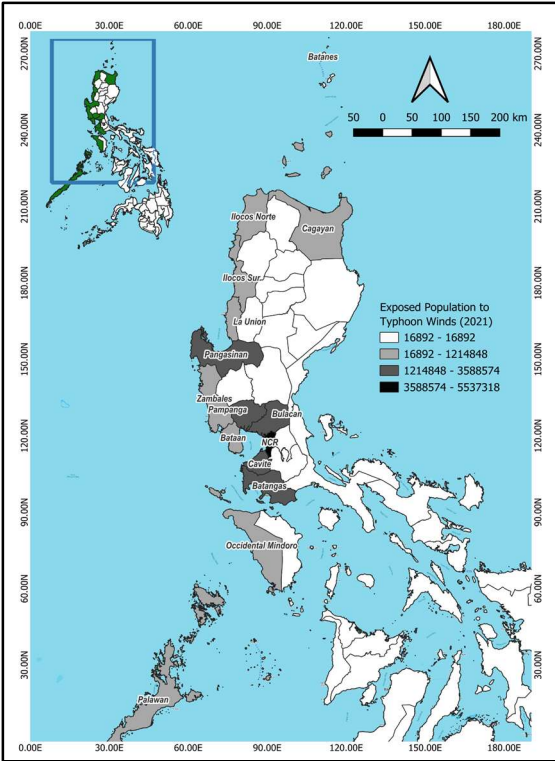 0.00E 30.00E 60.00E 90.00E 120.00E 150.00E 180.00E
270.00N
240.00N
210.00N
180.00N
150.00N
120.00N
90.00N
60.00N
30.00N
270.00N
240.00N
210.00N
180.00N
150.00N
120.00N
90.00N
60.00N
30.00N
Batanes
50 0 50 100 150 200 km
Ilocos Norte
Cagayan
Ilocos Sur
La Union
Pangasinan
Zambales
Pampanga
Bulacan
Bataan
NCR
Cavite
Batangas
Occidental Mindoro
Palawan
Exposed Population to
Typhoon Winds (2021)
16892 - 16892
16892 - 1214848
1214848 - 3588574
3588574 - 5537318
0.00E 30.00E 60.00E 90.00E 120.00E 150.00E 180.00E